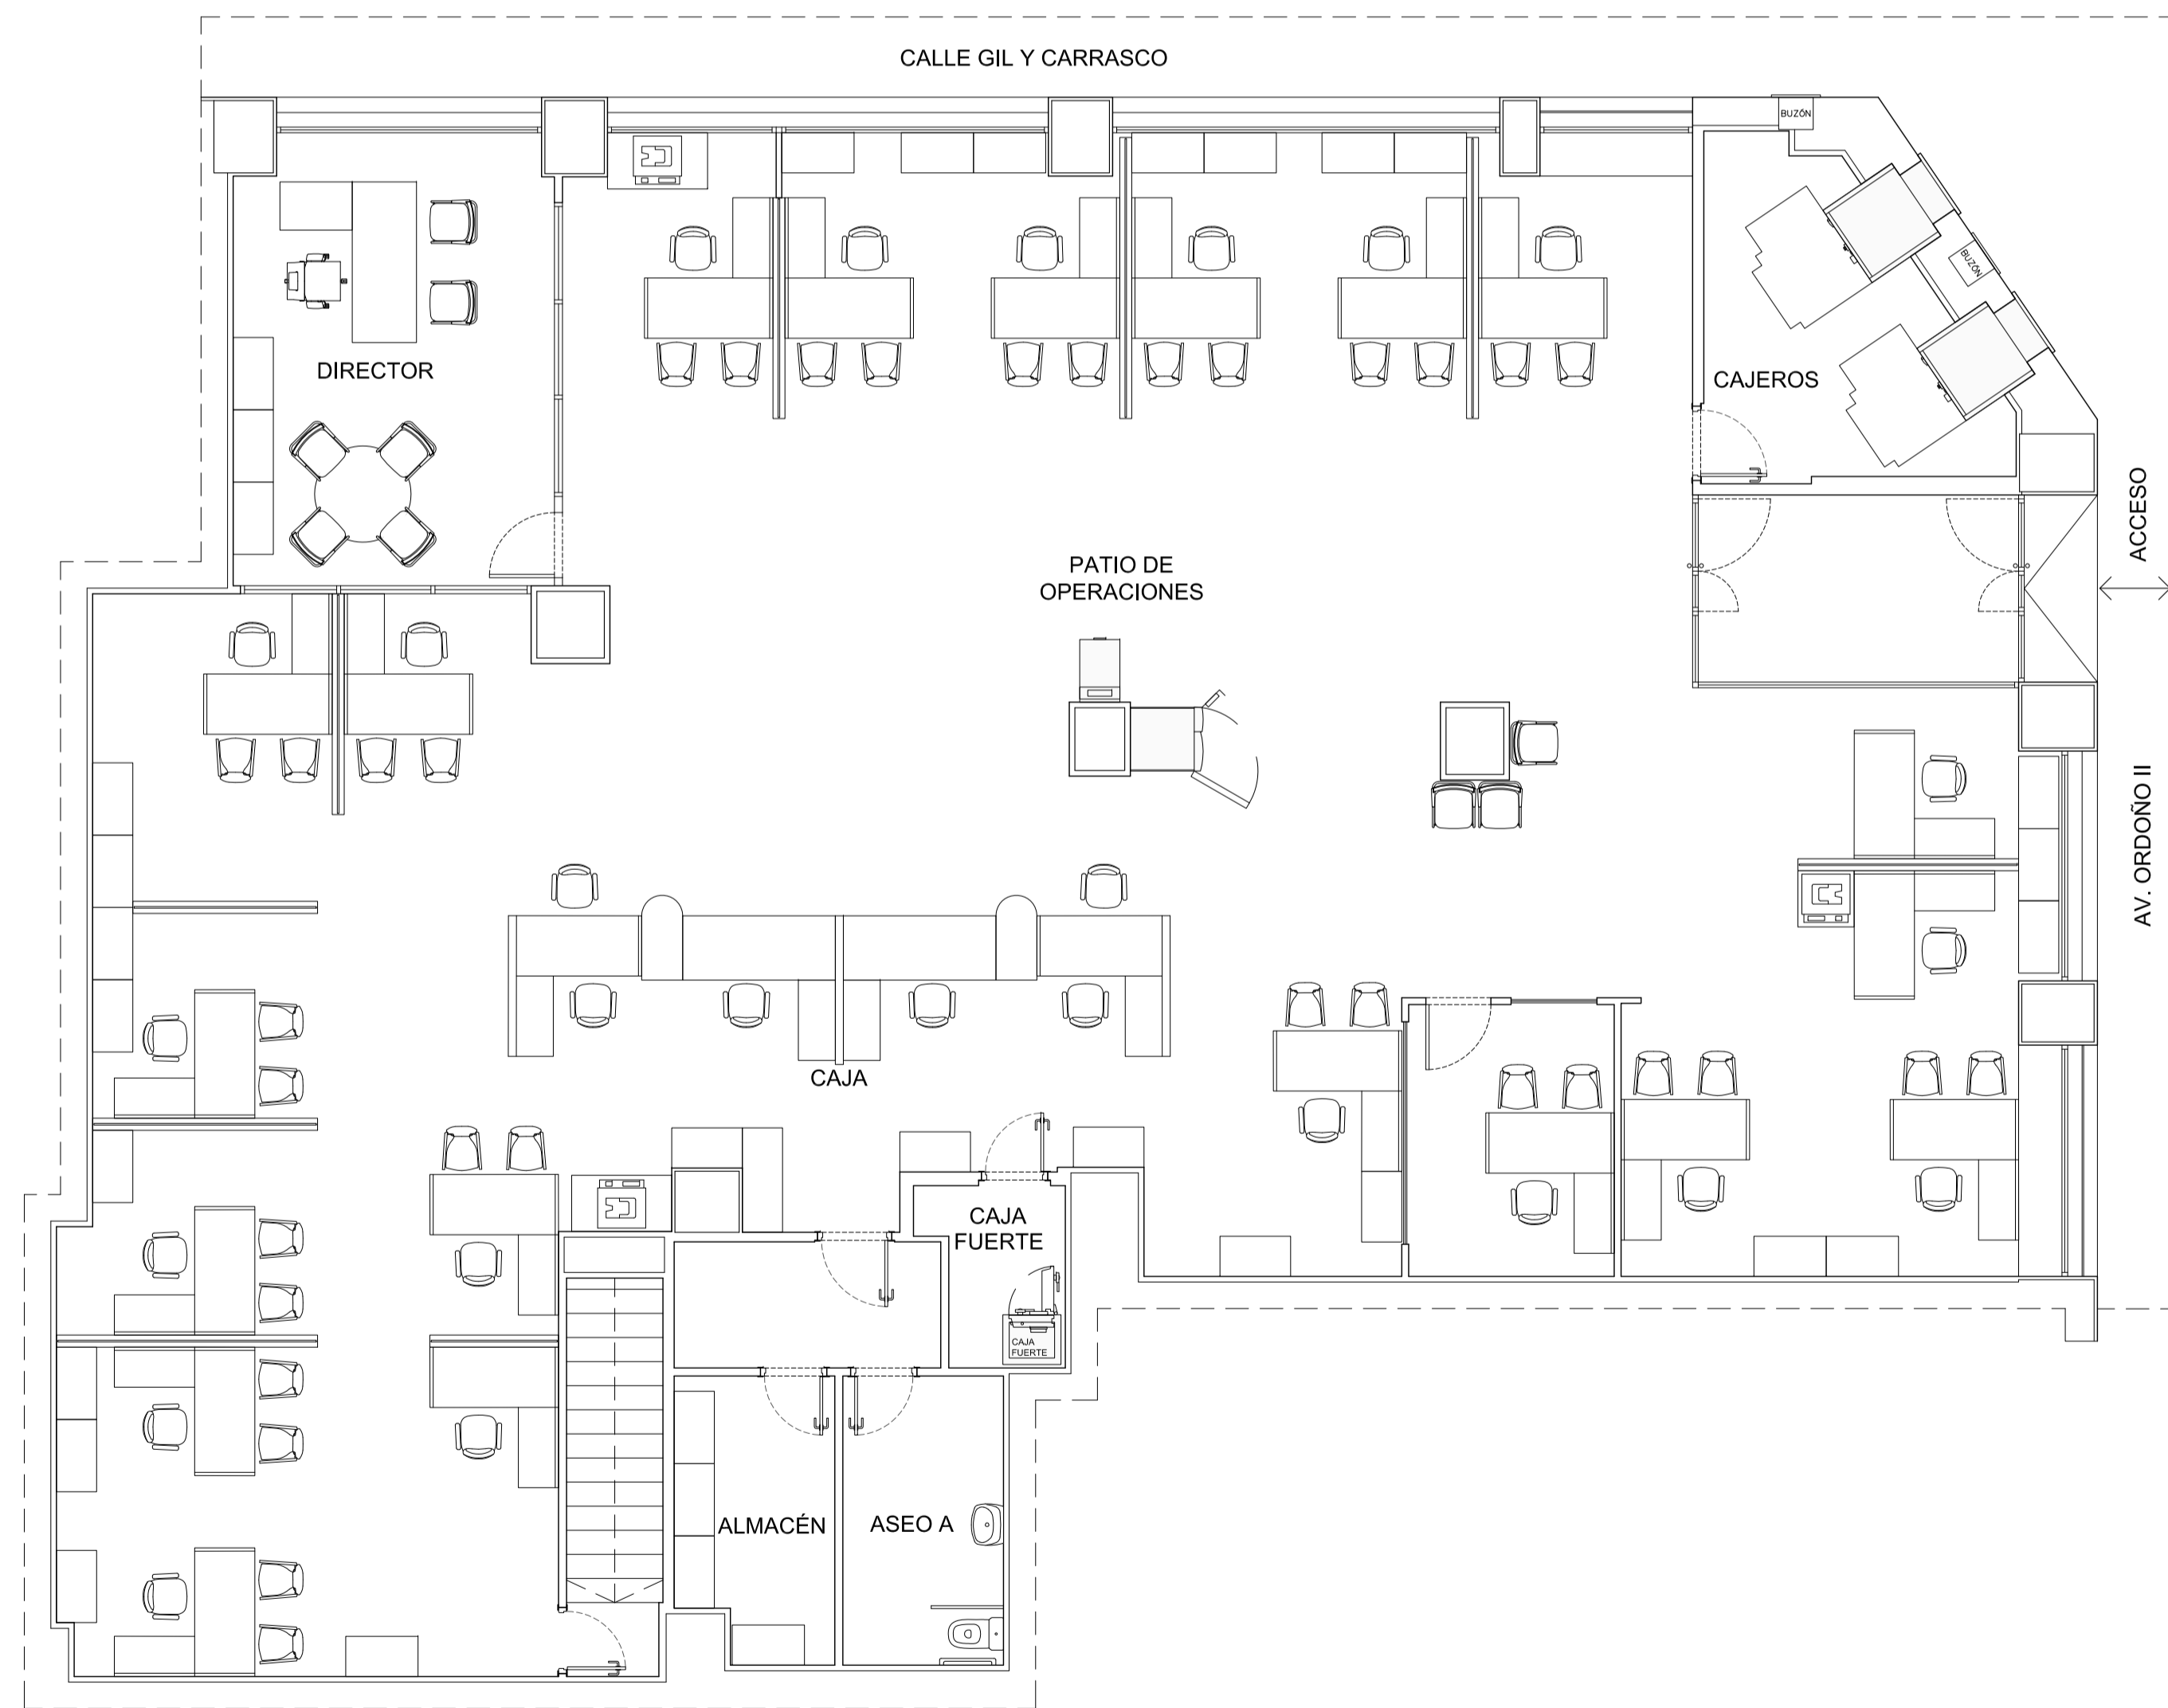 CALLE GIL Y CARRASCO
BUZÓN
BUZÓN
DIRECTOR
CAJEROS
ACCESO
PATIO DE
OPERACIONES
AV. ORDOÑO II
CAJA
CAJA
FUERTE
CAJA
FUERTE
ALMACÉN
ASEO A